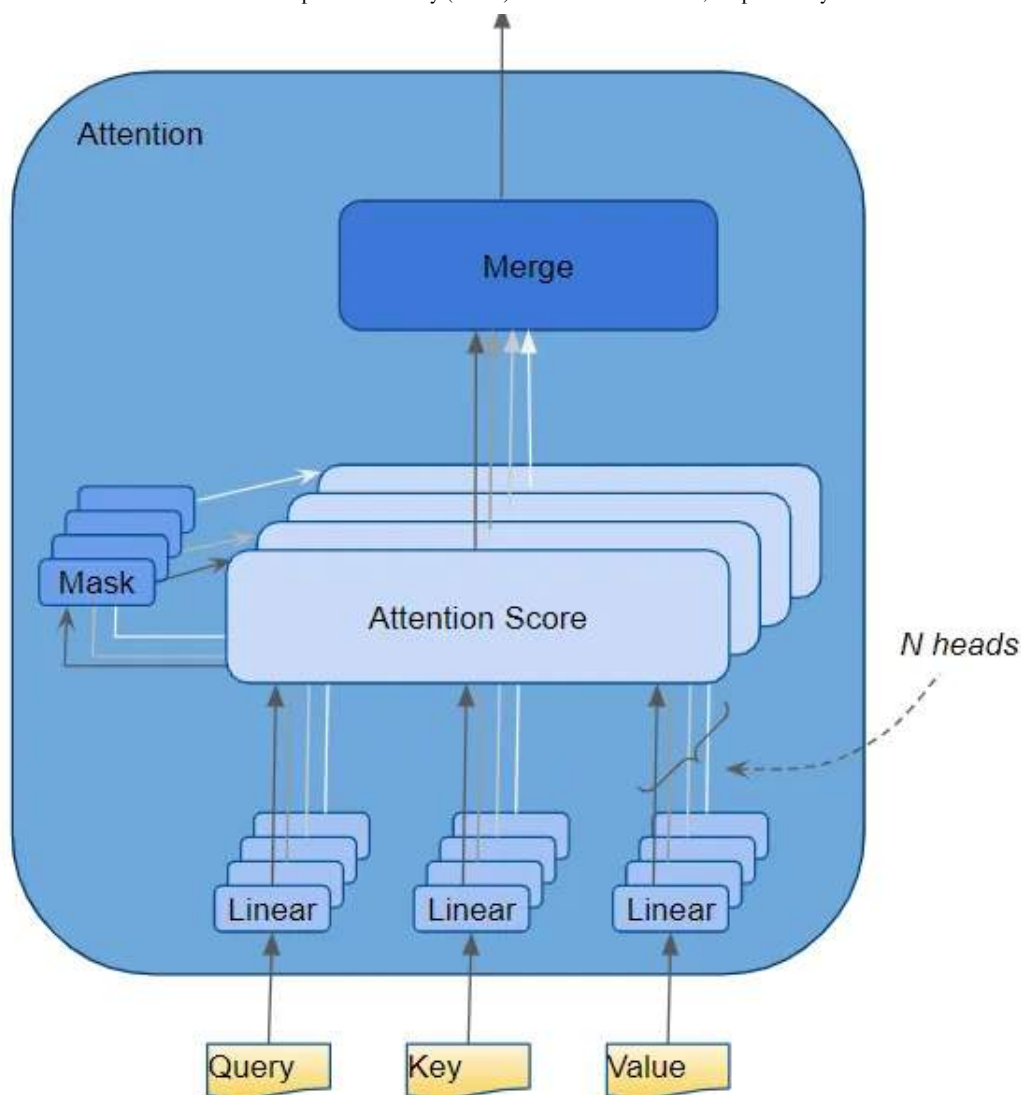 Attention
Merge
Mask
Attention Score
N heads
Linear Linear Linear
Query Key Value